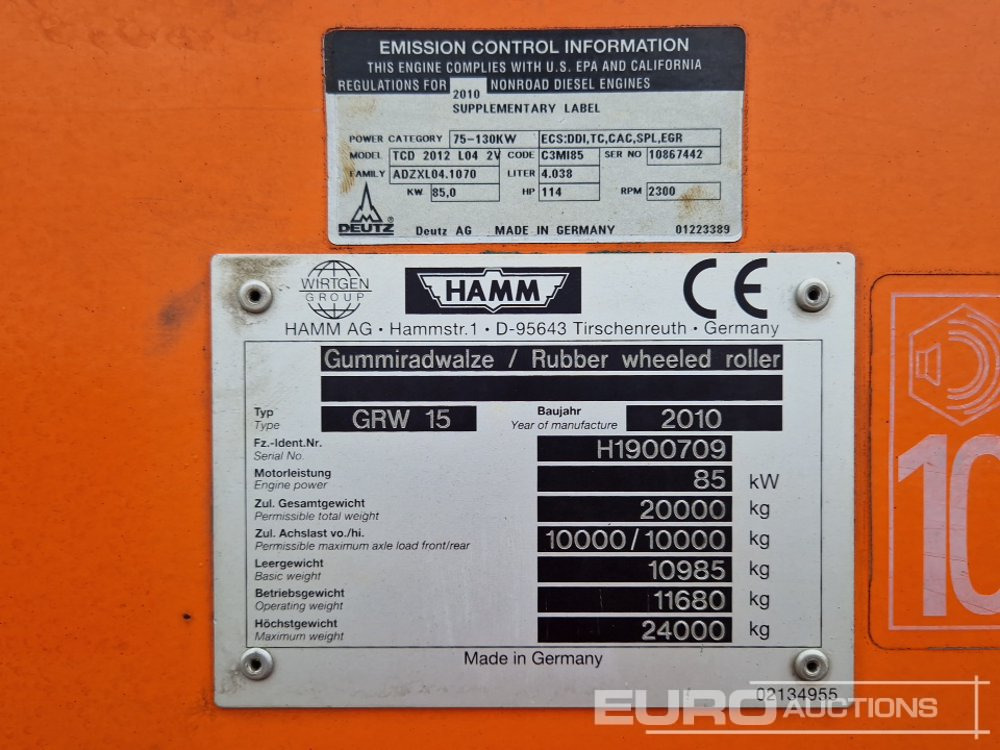 EMISSION CONTROL INFORMATION
THIS ENGINE COMPLIES WITH U.S. EPA AND CALIFORNIA
REGULATIONS FOR 2010 NONROAD DIESEL ENGINES
SUPPLEMENTARY LABEL
POWER CATEGORY 75-130KW ECS:DDI,TC,CAC,SPL,EGR
MODEL TCD 2012 L04 2V CODE C3MI85 SER NO 10867442
FAMILY ADZXL04.1070 LITER 4.038
KW 85,0 HP 114 RPM 2300
DEUTZ® Deutz AG MADE IN GERMANY 01223389
WIRTGEN GROUP HAMM CE
HAMM AG · Hammstr.1 · D-95643 Tirschenreuth · Germany
Gummiradwalze / Rubber wheeled roller
Typ GRW 15 Baujahr 2010
Type Year of manufacture
Fz.-Ident.Nr. H1900709
Serial No.
Motorleistung 85 kW
Engine power
Zul. Gesamtgewicht 20000 kg
Permissible total weight
Zul. Achslast vo./hi. 10000/10000 kg
Permissible maximum axle load front/rear
Leergewicht 10985 kg
Basic weight
Betriebsgewicht 11680 kg
Operating weight
Höchstgewicht 24000 kg
Maximum weight
Made in Germany
02134955
10
EURO AUCTIONS